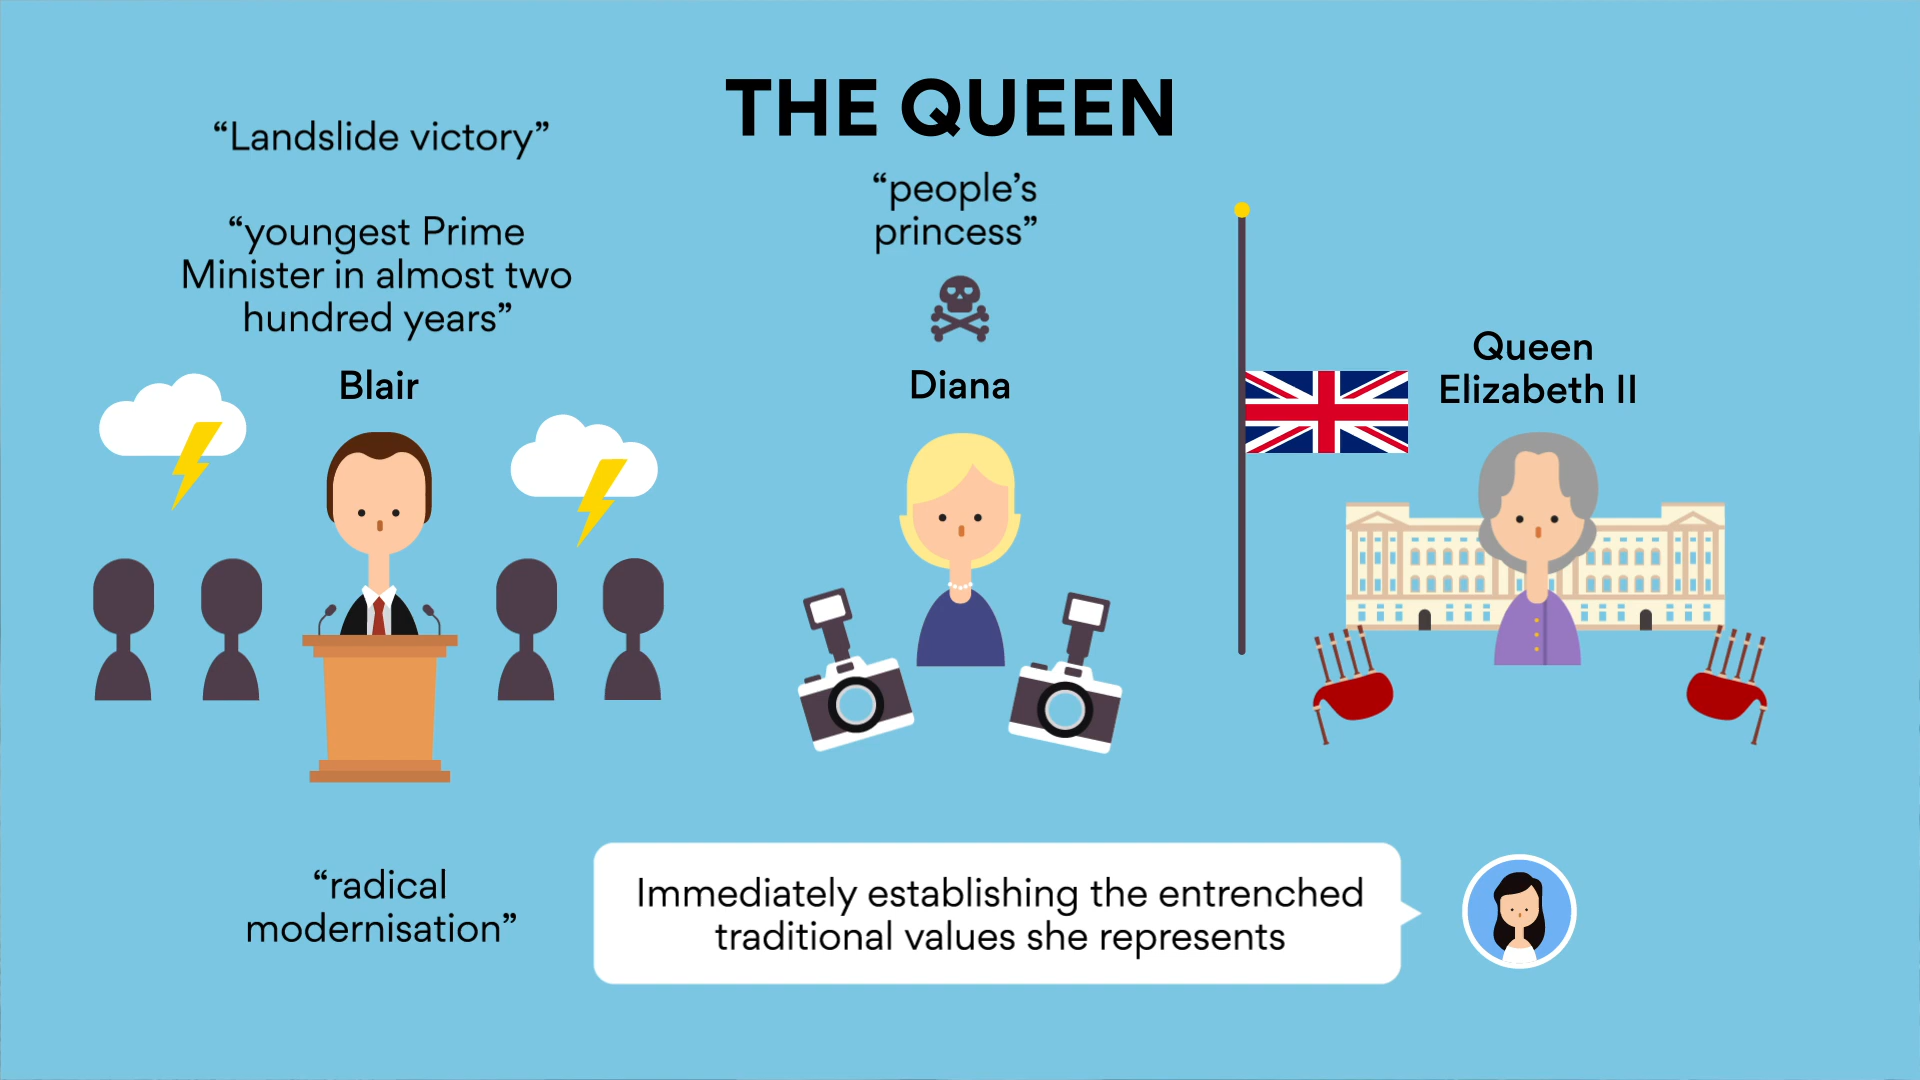 THE QUEEN
“Landslide victory”
“youngest Prime
Minister in almost two
hundred years”
Blair
“people’s
princess”
Diana
Queen
Elizabeth II
“radical
modernisation”
Immediately establishing the entrenched
traditional values she represents